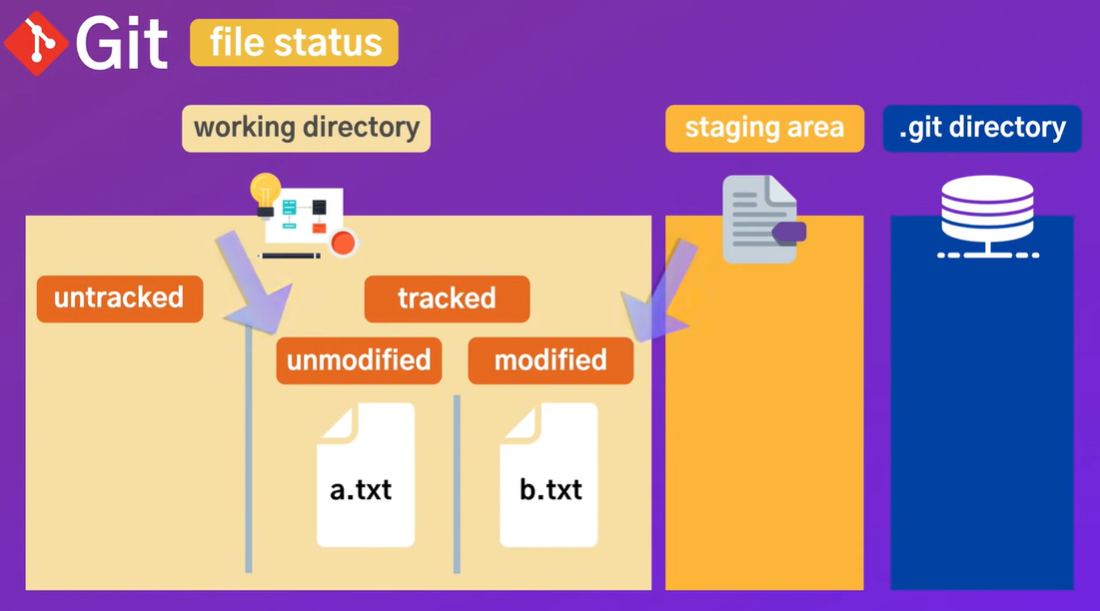 Git file status
working directory
staging area
.git directory
untracked
tracked
unmodified
modified
a.txt
b.txt